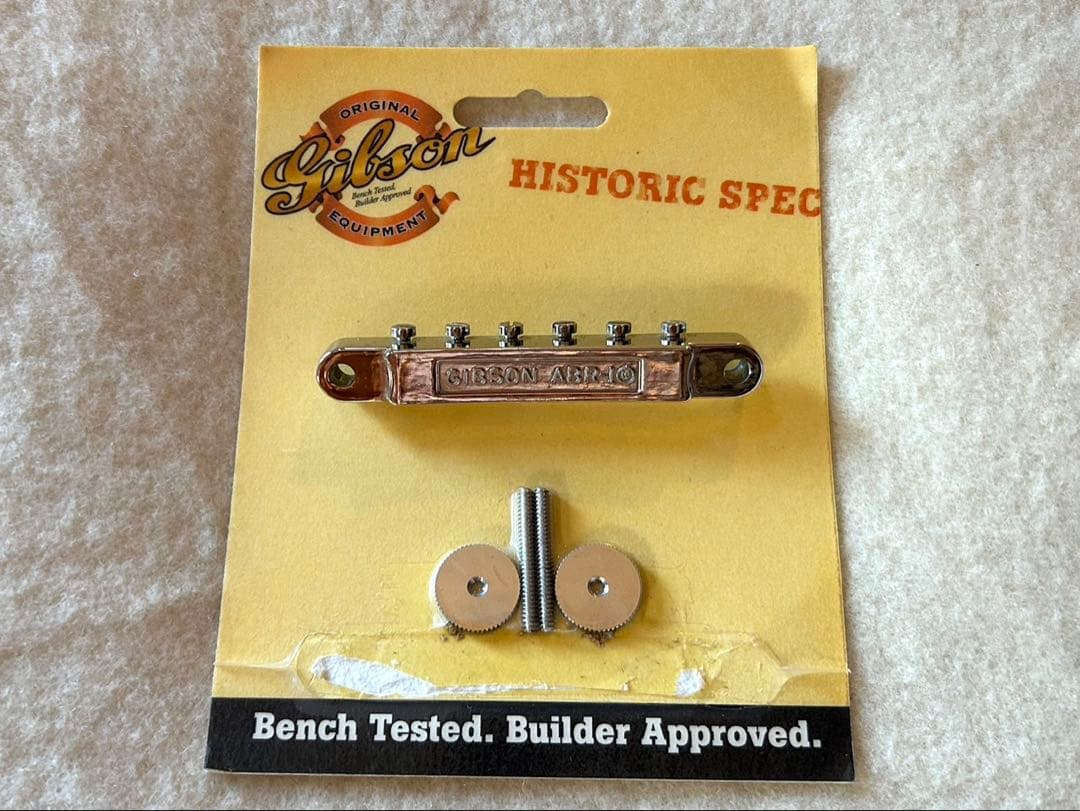 ORIGINAL
Gibson
Bench Tested,
Builder Approved
EQUIPMENT
HISTORIC SPEC
GIBSON ABR-1
Bench Tested. Builder Approved.